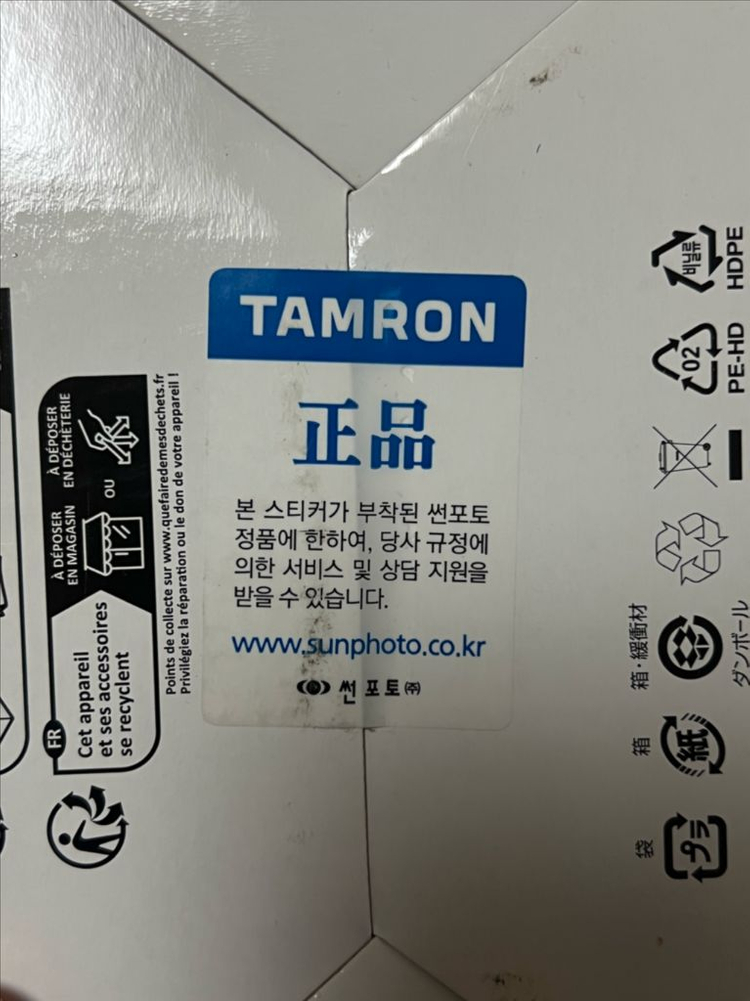 TAMRON
正品
본 스티커가 부착된 썬포토
정품에 한하여, 당사 규정에
의한 서비스 및 상담 지원을
받을 수 있습니다.
www.sunphoto.co.kr
썬포토㈜
FR
Cet appareil
et ses accessoires
se recyclent
À DÉPOSER
EN MAGASIN
OU
À DÉPOSER
EN DÉCHÈTERIE
Points de collecte sur www.quefairedemesdechets.fr
Privilégiez la réparation ou le don de votre appareil !
비닐류
HDPE
02
PE-HD
箱・緩衝材
ダンボール
箱
紙
袋
プラ